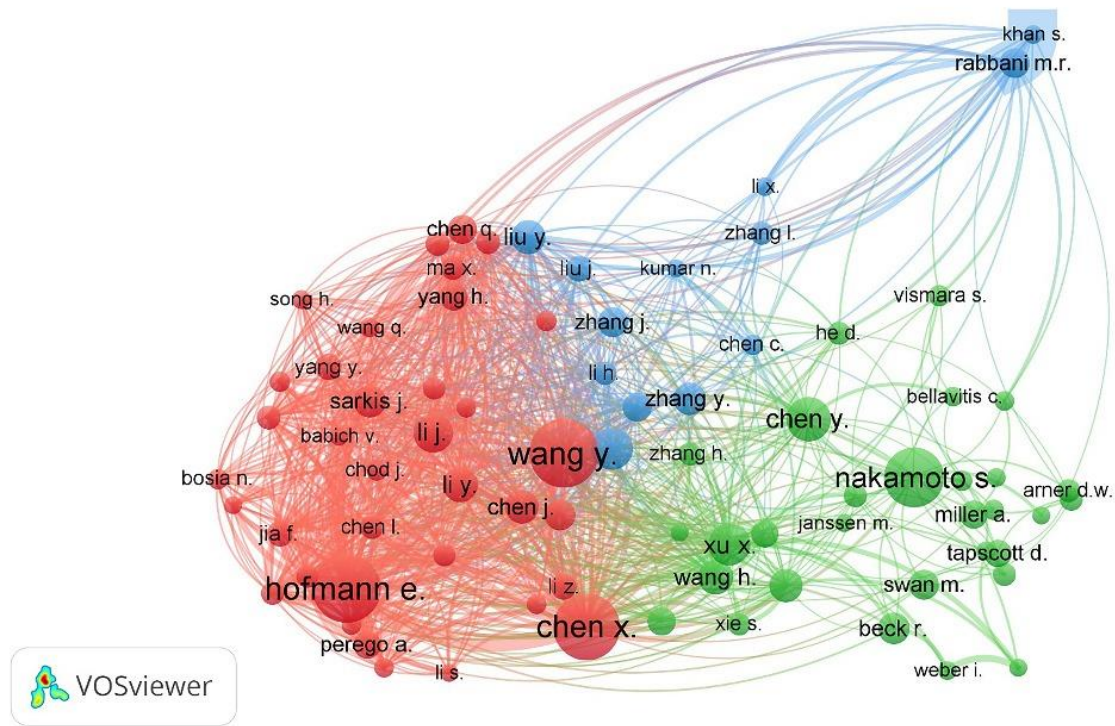 khan s.
rabbani m.r.
li x.
chen q.
liu y.
zhang l.
ma x.
liu j.
kumar n.
song h.
yang h.
vismara s.
wang q.
zhang j.
he d.
chen c.
yang y.
li h.
sarkis j.
zhang y.
bellavitis c.
babich v.
li j.
chen y.
wang y.
zhang h.
bosia n.
chod j.
li y.
nakamoto s.
arner d.w.
chen j.
miller a.
jia f.
chen l.
janssen m.
xu x.
tapscott d.
hofmann e.
li z.
wang h.
swan m.
chen x.
xie s.
beck r.
perego a.
li s.
weber i.
VOSviewer